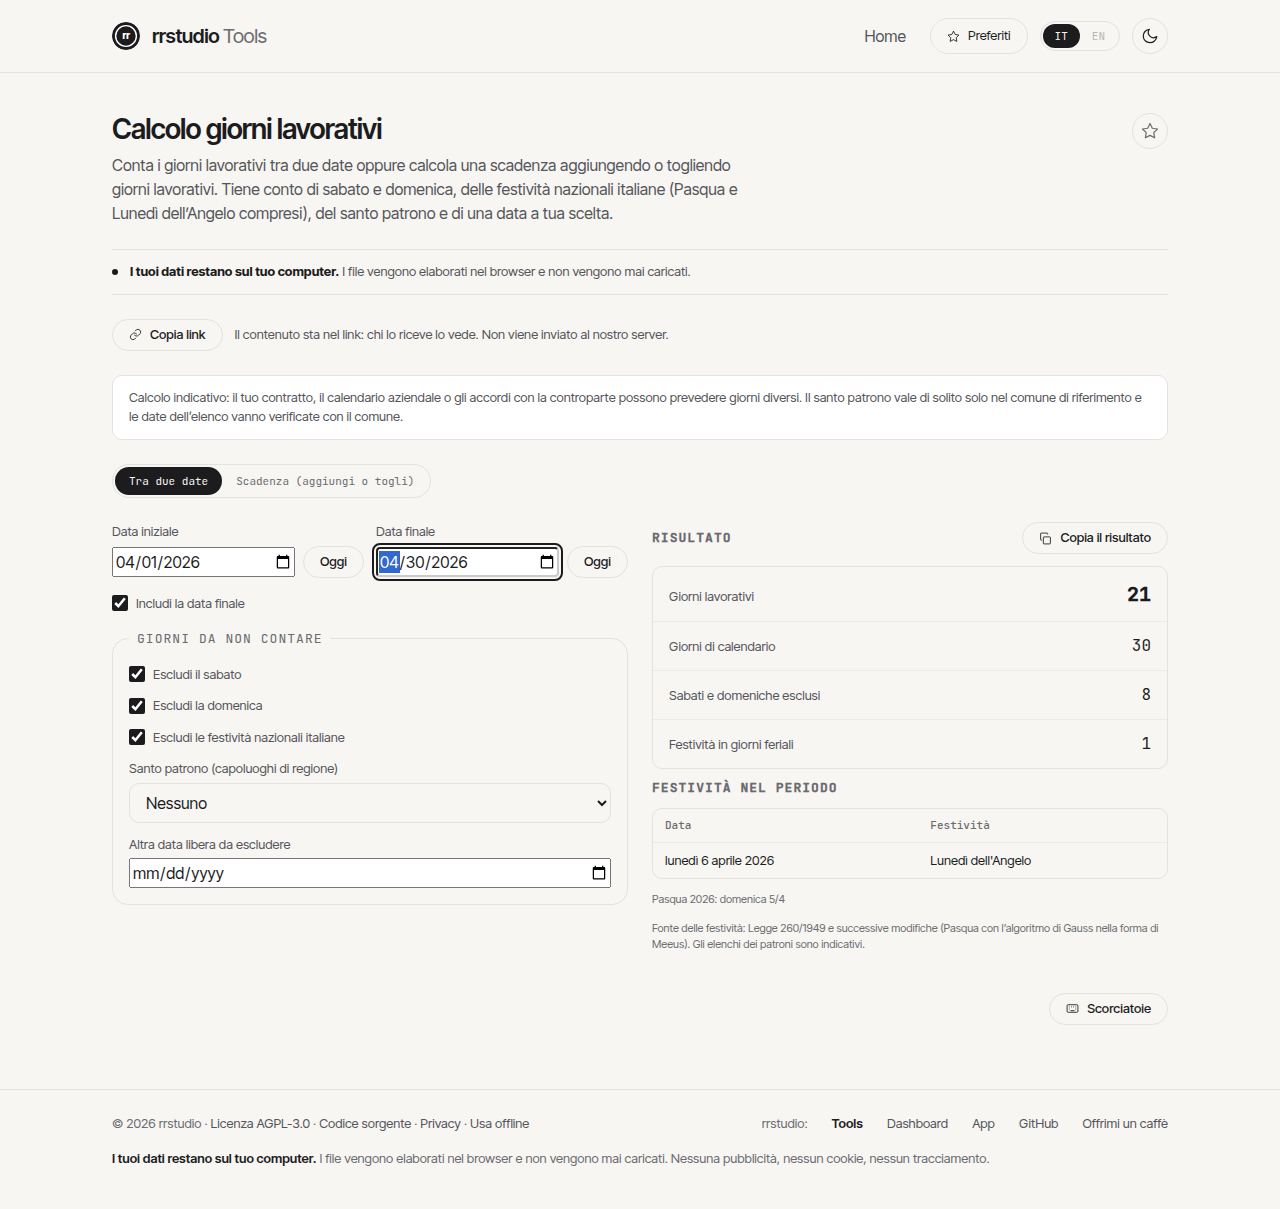 rr rrstudio Tools
Home
Preferiti
IT EN
Calcolo giorni lavorativi
Conta i giorni lavorativi tra due date oppure calcola una scadenza aggiungendo o togliendo
giorni lavorativi. Tiene conto di sabato e domenica, delle festività nazionali italiane (Pasqua e
Lunedì dell’Angelo compresi), del santo patrono e di una data a tua scelta.
I tuoi dati restano sul tuo computer. I file vengono elaborati nel browser e non vengono mai caricati.
Copia link
Il contenuto sta nel link: chi lo riceve lo vede. Non viene inviato al nostro server.
Calcolo indicativo: il tuo contratto, il calendario aziendale o gli accordi con la controparte possono prevedere giorni diversi. Il santo patrono vale di solito solo nel comune di riferimento e
le date dell’elenco vanno verificate con il comune.
Tra due date
Scadenza (aggiungi o togli)
Data iniziale
04/01/2026
Oggi
Data finale
04/30/2026
Oggi
Includi la data finale
GIORNI DA NON CONTARE
Escludi il sabato
Escludi la domenica
Escludi le festività nazionali italiane
Santo patrono (capoluoghi di regione)
Nessuno
Altra data libera da escludere
mm/dd/yyyy
RISULTATO
Copia il risultato
Giorni lavorativi 21
Giorni di calendario 30
Sabati e domeniche esclusi 8
Festività in giorni feriali 1
FESTIVITÀ NEL PERIODO
Data Festività
lunedì 6 aprile 2026 Lunedì dell'Angelo
Pasqua 2026: domenica 5/4
Fonte delle festività: Legge 260/1949 e successive modifiche (Pasqua con l’algoritmo di Gauss nella forma di
Meeus). Gli elenchi dei patroni sono indicativi.
Scorciatoie
© 2026 rrstudio · Licenza AGPL-3.0 · Codice sorgente · Privacy · Usa offline
rrstudio: Tools Dashboard App GitHub Offrimi un caffè
I tuoi dati restano sul tuo computer. I file vengono elaborati nel browser e non vengono mai caricati. Nessuna pubblicità, nessun cookie, nessun tracciamento.